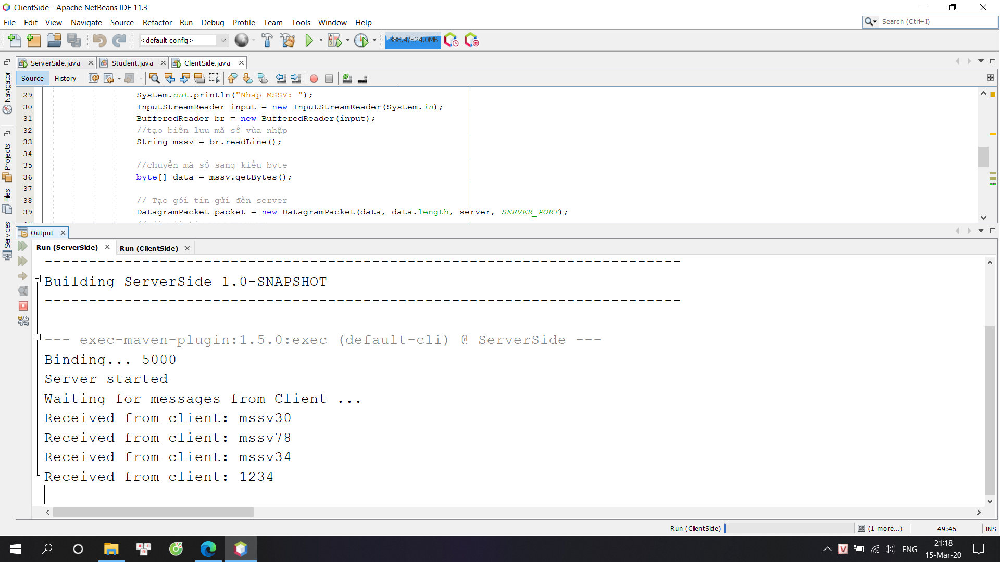 ClientSide - Apache NetBeans IDE 11.3
File Edit View Navigate Source Refactor Run Debug Profile Team Tools Window Help
Search (Ctrl+I)
<default config>
398.4/524.0MB
ServerSide.java
Student.java
ClientSide.java
Source History
Navigator
Projects
Files
Services
29 System.out.println("Nhap MSSV: ");
30 InputStreamReader input = new InputStreamReader(System.in);
31 BufferedReader br = new BufferedReader(input);
32 //tạo biến lưu mã số vừa nhập
33 String mssv = br.readLine();
34
35 //chuyển mã số sang kiểu byte
36 byte[] data = mssv.getBytes();
37
38 // Tạo gói tin gửi đến server
39 DatagramPacket packet = new DatagramPacket(data, data.length, server, SERVER_PORT);
Output
Run (ServerSide)
Run (ClientSide)
------------------------------------------------------------------------
Building ServerSide 1.0-SNAPSHOT
------------------------------------------------------------------------
--- exec-maven-plugin:1.5.0:exec (default-cli) @ ServerSide ---
Binding... 5000
Server started
Waiting for messages from Client ...
Received from client: mssv30
Received from client: mssv78
Received from client: mssv34
Received from client: 1234
Run (ClientSide)
(1 more...)
49:45
INS
ENG
21:18
15-Mar-20